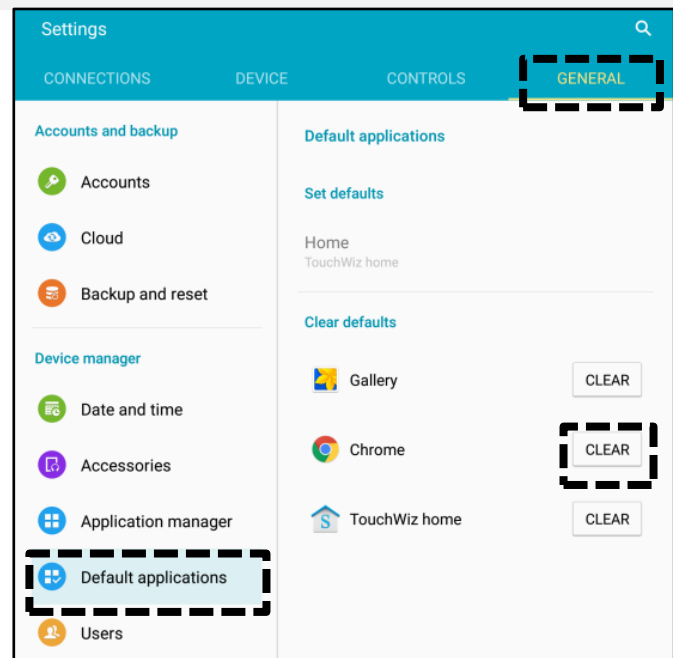 Settings
CONNECTIONS DEVICE CONTROLS GENERAL
Accounts and backup
Accounts
Cloud
Backup and reset
Device manager
Date and time
Accessories
Application manager
Default applications
Users
Default applications
Set defaults
Home
TouchWiz home
Clear defaults
Gallery CLEAR
Chrome CLEAR
S TouchWiz home CLEAR